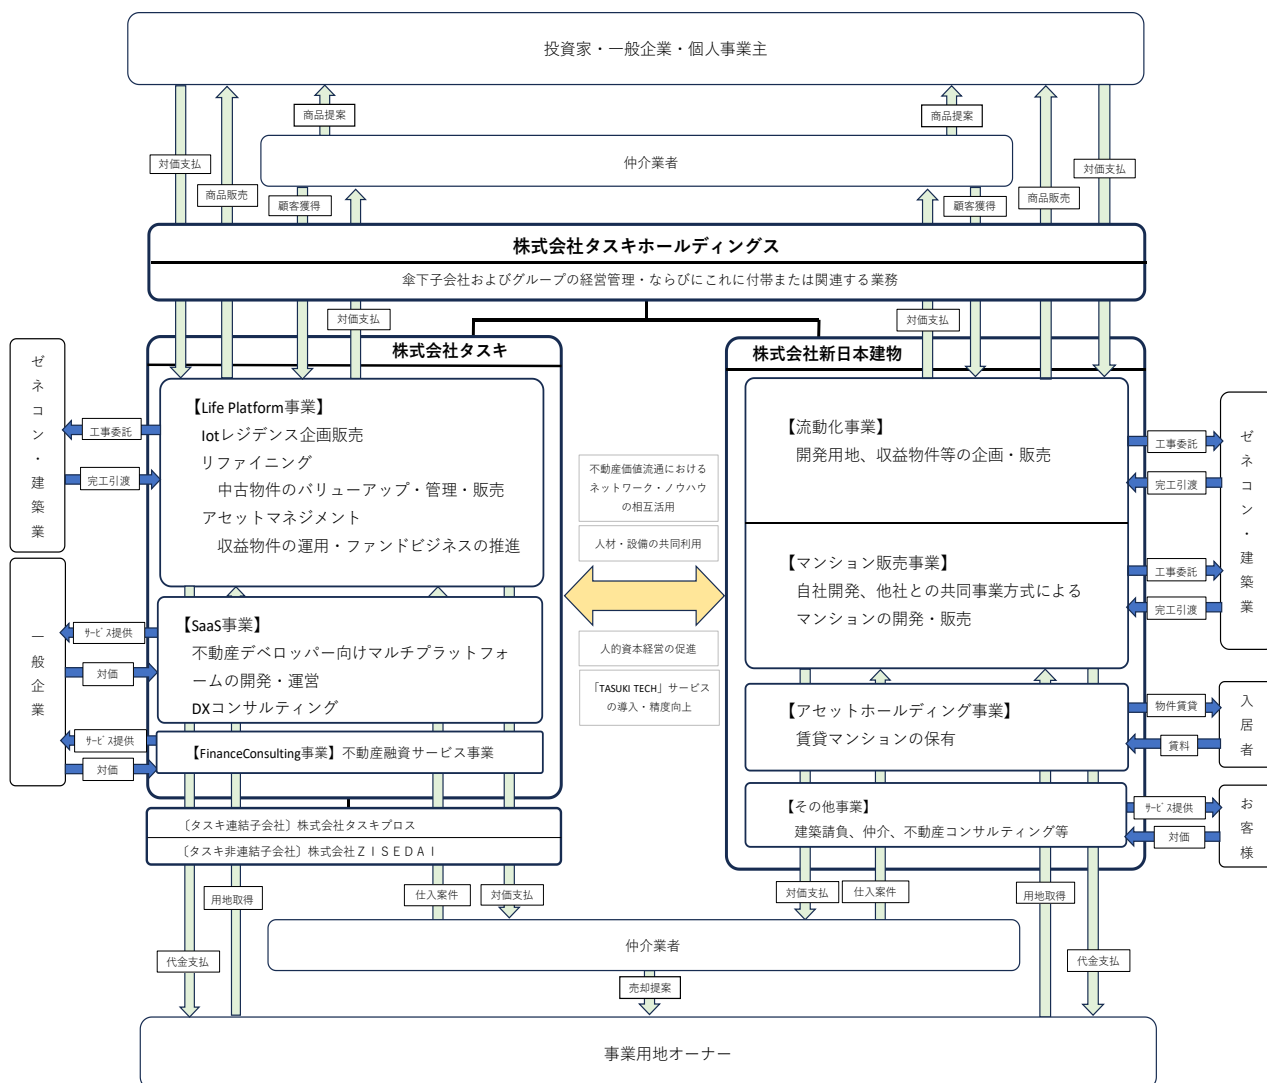 投資家・一般企業・個人事業主
商品提案
商品提案
対価支払
仲介業者
対価支払
商品販売
顧客獲得
顧客獲得
商品販売
株式会社タスキホールディングス
傘下子会社およびグループの経営管理・ならびにこれに付帯または関連する業務
対価支払
対価支払
ゼネコン・建築業
工事委託
完工引渡
一般企業
サービス提供
対価
サービス提供
対価
株式会社タスキ
【Life Platform事業】
Iotレジデンス企画販売
リファイニング
中古物件のバリューアップ・管理・販売
アセットマネジメント
収益物件の運用・ファンドビジネスの推進
【SaaS事業】
不動産デベロッパー向けマルチプラットフォ
ームの開発・運営
DXコンサルティング
【FinanceConsulting事業】不動産融資サービス事業
〔タスキ連結子会社〕株式会社タスキプロス
〔タスキ非連結子会社〕株式会社ＺＩＳＥＤＡＩ
不動産価値流通における
ネットワーク・ノウハウ
の相互活用
人材・設備の共同利用
人的資本経営の促進
「TASUKI TECH」サービス
の導入・精度向上
株式会社新日本建物
【流動化事業】
開発用地、収益物件等の企画・販売
【マンション販売事業】
自社開発、他社との共同事業方式による
マンションの開発・販売
【アセットホールディング事業】
賃貸マンションの保有
【その他事業】
建築請負、仲介、不動産コンサルティング等
工事委託
完工引渡
工事委託
完工引渡
ゼネコン・建築業
物件賃貸
賃料
入居者
サービス提供
対価
お客様
用地取得
仕入案件
対価支払
対価支払
仕入案件
用地取得
代金支払
仲介業者
代金支払
売却提案
事業用地オーナー